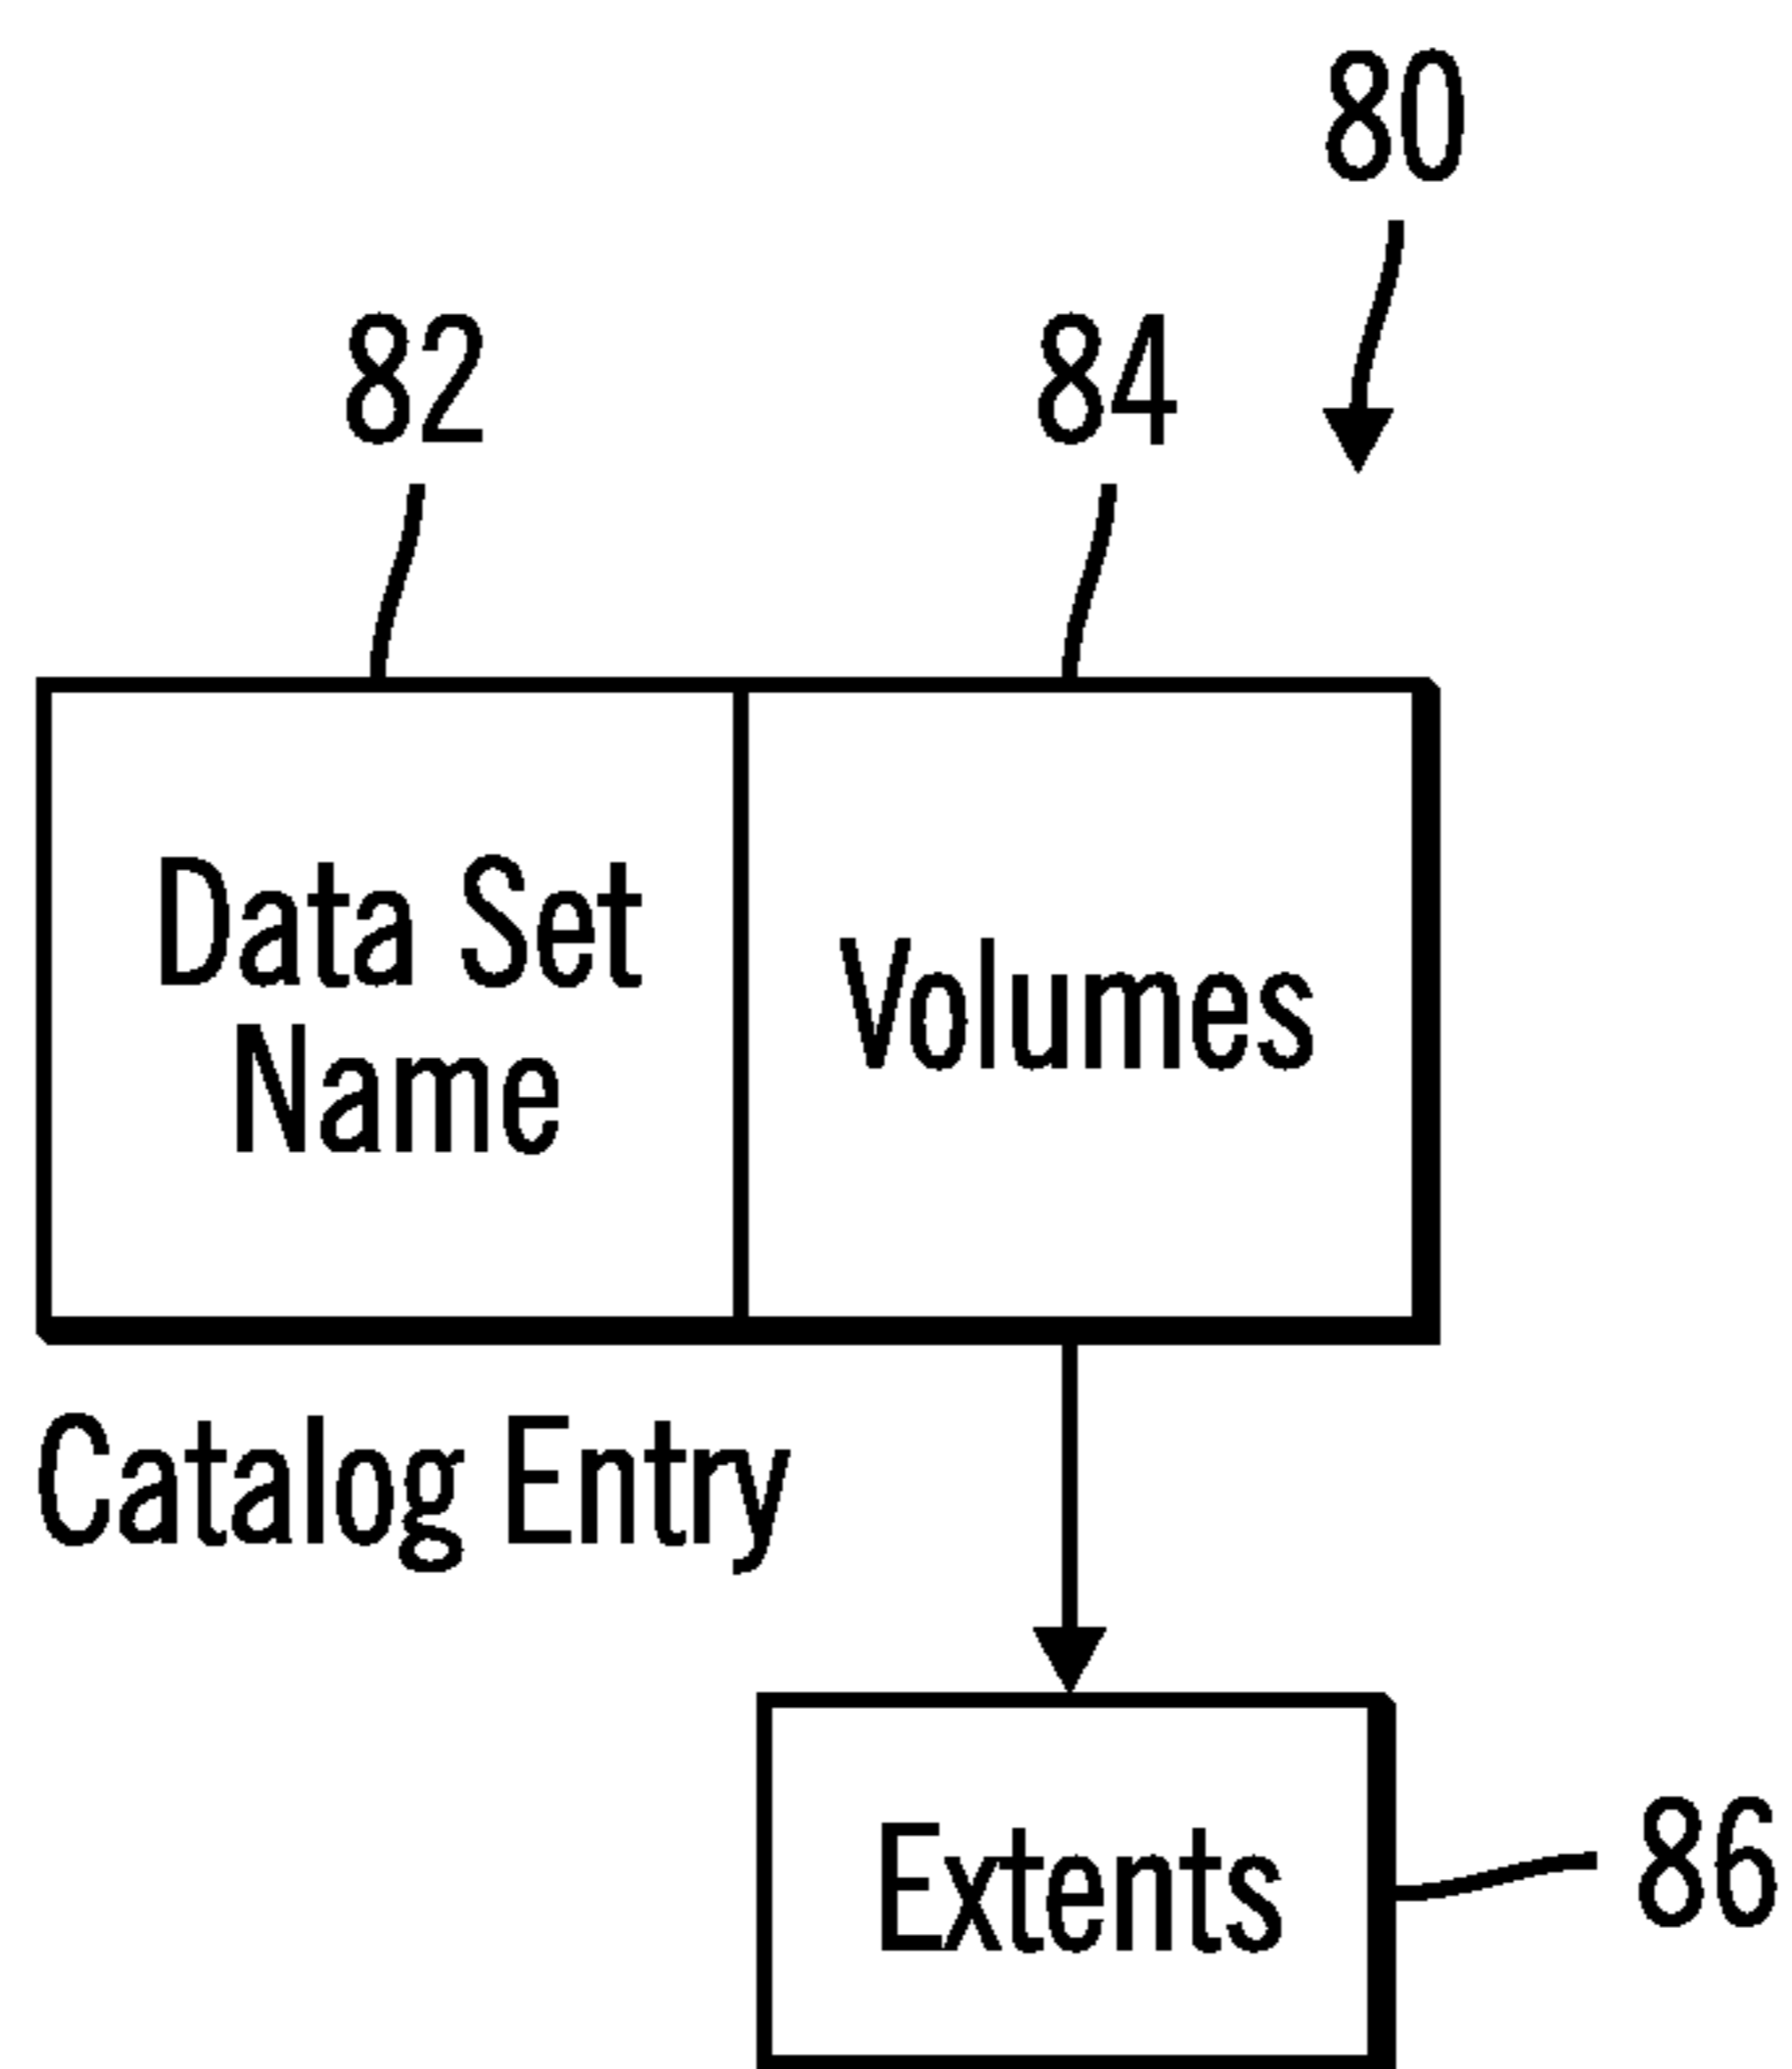 80
82
84
Data Set
Name
Volumes
Catalog Entry
Extents
86